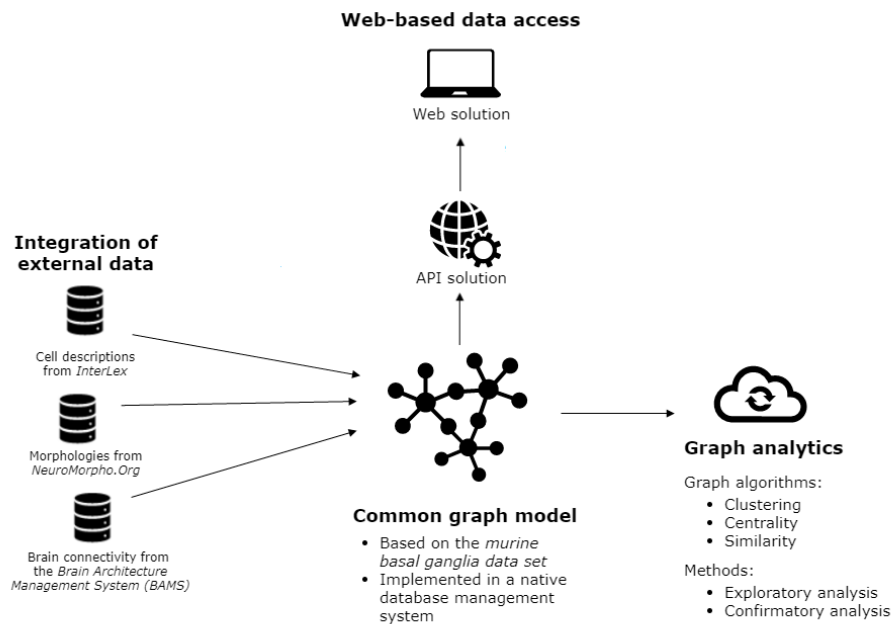 Web-based data access
Web solution
API solution
Integration of
external data
Cell descriptions
from InterLex
Morphologies from
NeuroMorpho.Org
Brain connectivity from
the Brain Architecture
Management System (BAMS)
Common graph model
• Based on the murine
basal ganglia data set
• Implemented in a native
database management
system
Graph analytics
Graph algorithms:
• Clustering
• Centrality
• Similarity
Methods:
• Exploratory analysis
• Confirmatory analysis